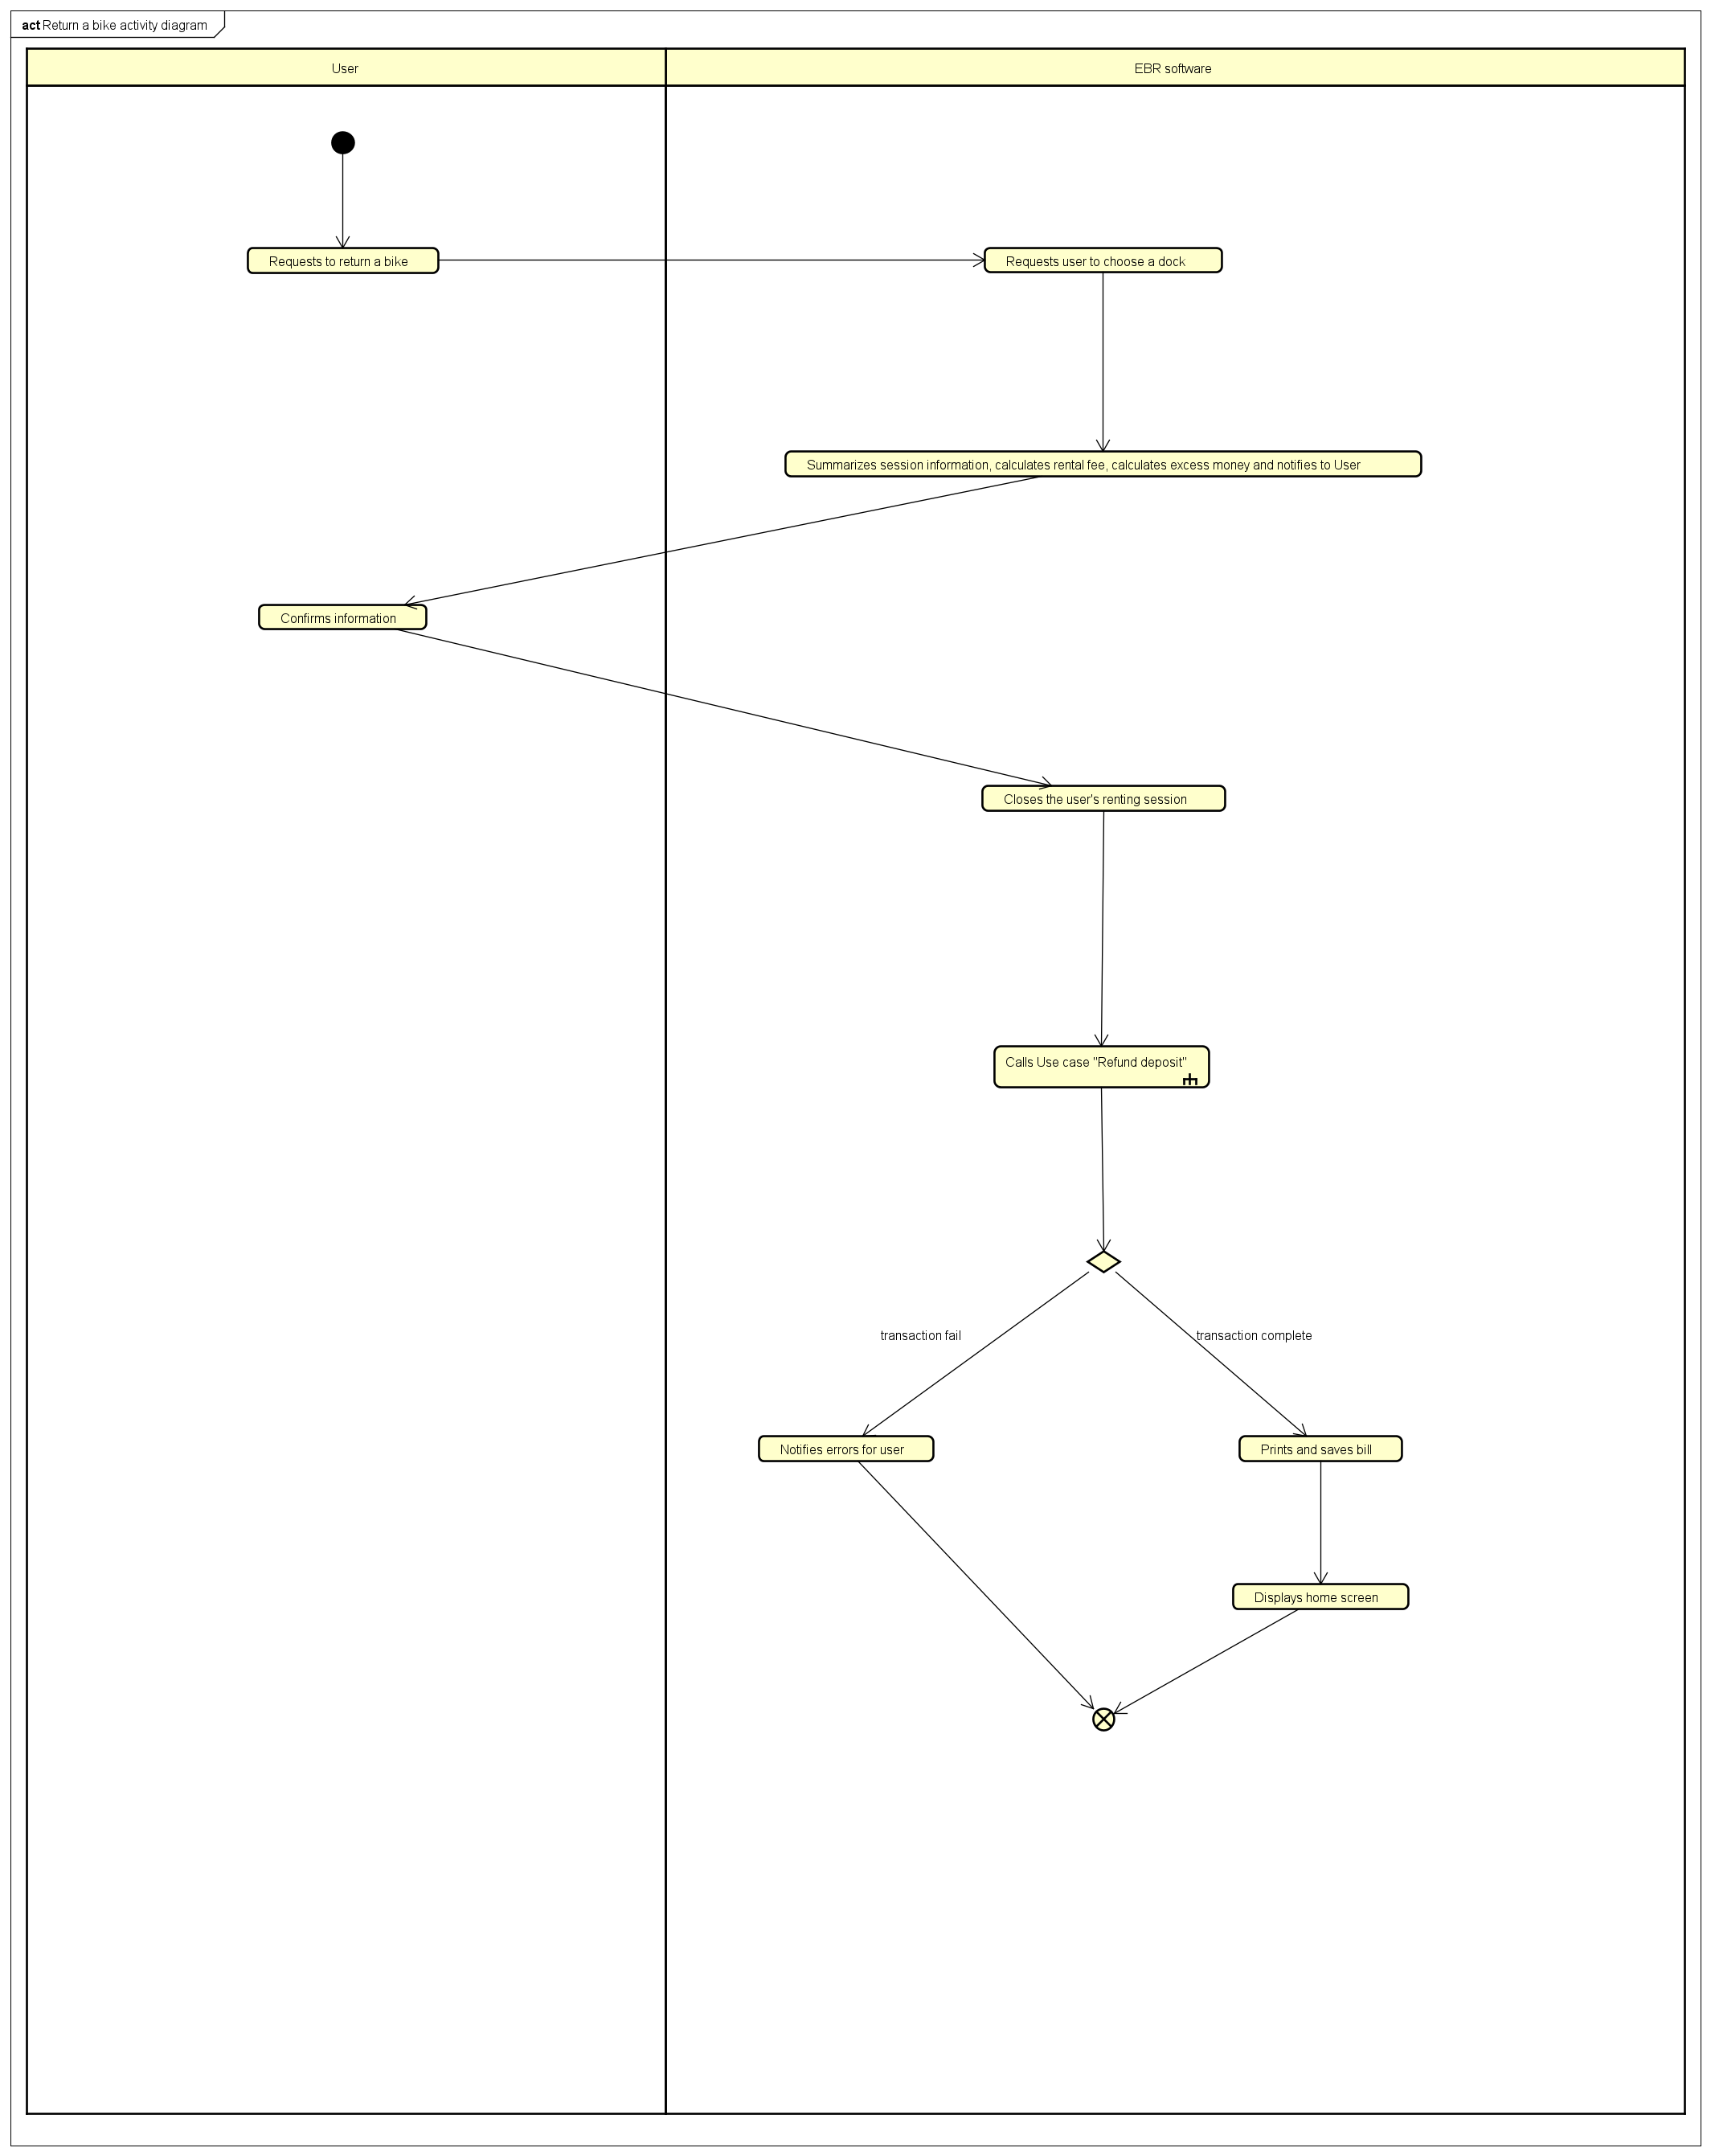 act Return a bike activity diagram
User
EBR software
Requests to return a bike
Requests user to choose a dock
Summarizes session information, calculates rental fee, calculates excess money and notifies to User
Confirms information
Closes the user's renting session
Calls Use case "Refund deposit"
transaction fail
transaction complete
Notifies errors for user
Prints and saves bill
Displays home screen